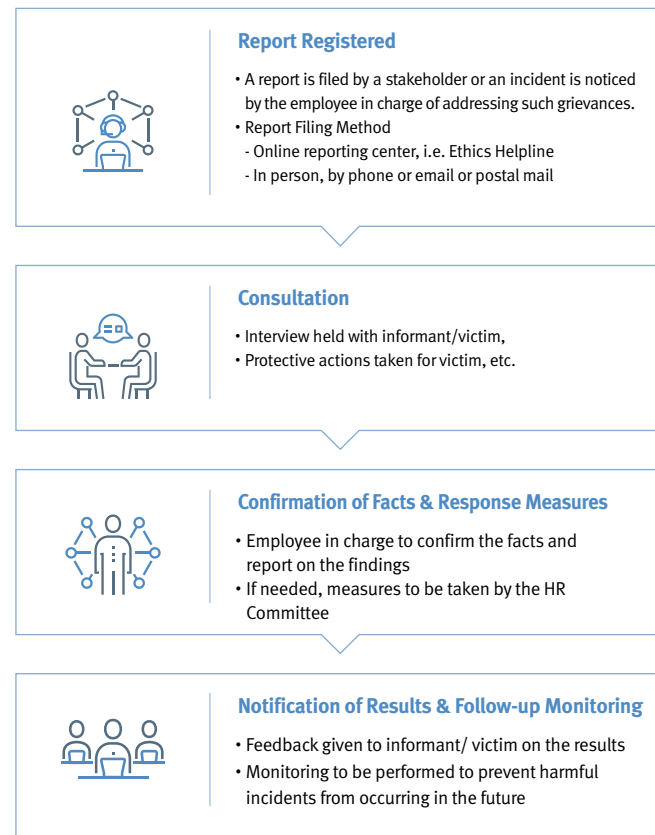 Report Registered
• A report is filed by a stakeholder or an incident is noticed
by the employee in charge of addressing such grievances.
• Report Filing Method
- Online reporting center, i.e. Ethics Helpline
- In person, by phone or email or postal mail
Consultation
• Interview held with informant/victim,
• Protective actions taken for victim, etc.
Confirmation of Facts & Response Measures
• Employee in charge to confirm the facts and
report on the findings
• If needed, measures to be taken by the HR
Committee
Notification of Results & Follow-up Monitoring
• Feedback given to informant/ victim on the results
• Monitoring to be performed to prevent harmful
incidents from occurring in the future